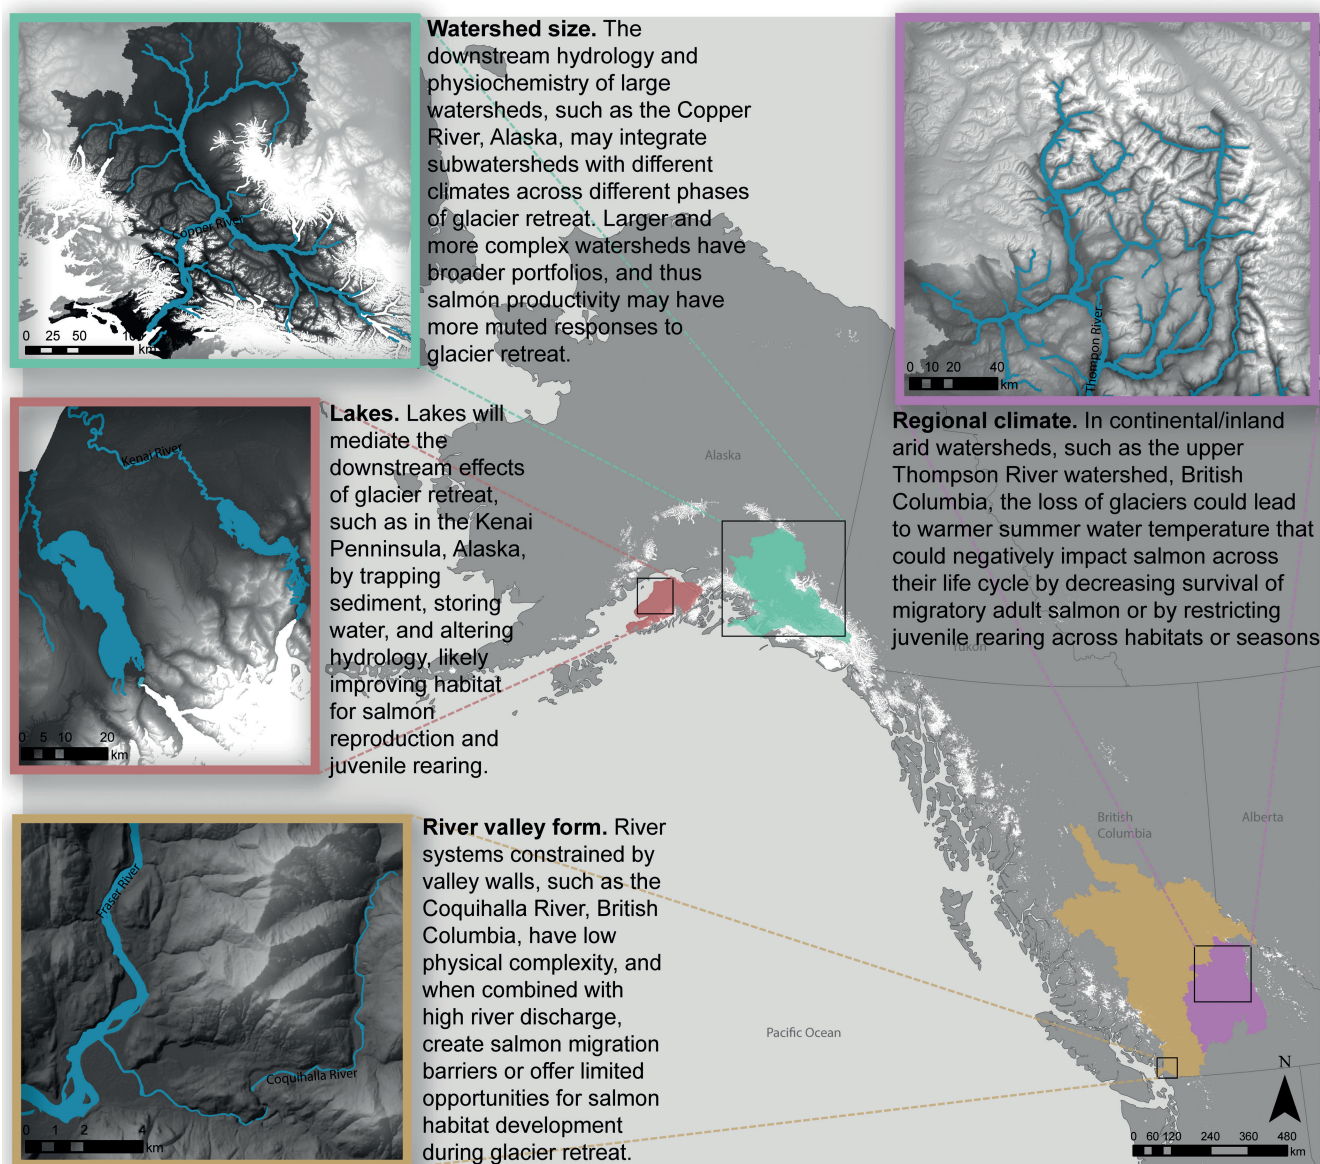 Watershed size. The
downstream hydrology and
physiochemistry of large
watersheds, such as the Copper
River, Alaska, may integrate
subwatersheds with different
climates across different phases
of glacier retreat. Larger and
more complex watersheds have
broader portfolios, and thus
salmon productivity may have
more muted responses to
glacier retreat.
Copper River
0 25 50
km
Thompon River
0 10 20 40
km
Regional climate. In continental/inland
arid watersheds, such as the upper
Thompson River watershed, British
Columbia, the loss of glaciers could lead
to warmer summer water temperature that
could negatively impact salmon across
their life cycle by decreasing survival of
migratory adult salmon or by restricting
juvenile rearing across habitats or seasons
Kenai River
0 5 10 20
km
Lakes. Lakes will
mediate the
downstream effects
of glacier retreat,
such as in the Kenai
Penninsula, Alaska,
by trapping
sediment, storing
water, and altering
hydrology, likely
improving habitat
for salmon
reproduction and
juvenile rearing.
Alaska
Yukon
British
Columbia
Alberta
Pacific Ocean
Fraser River
Coquihalla River
0 1 2 4
km
River valley form. River
systems constrained by
valley walls, such as the
Coquihalla River, British
Columbia, have low
physical complexity, and
when combined with
high river discharge,
create salmon migration
barriers or offer limited
opportunities for salmon
habitat development
during glacier retreat.
N
0 60 120 240 360 480
km